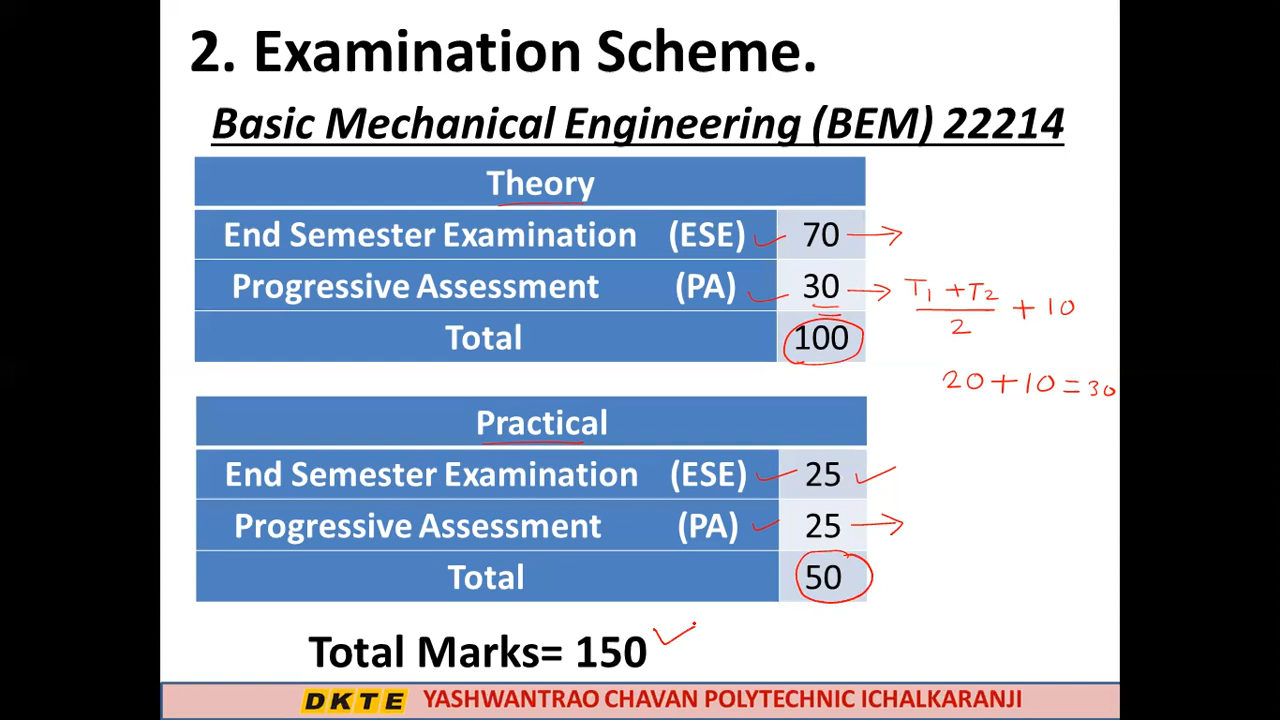 2. Examination Scheme.
Basic Mechanical Engineering (BEM) 22214
Theory
End Semester Examination (ESE) 70
Progressive Assessment (PA) 30
T1 + T2
2
+ 10
Total 100
20 + 10 = 30
Practical
End Semester Examination (ESE) 25
Progressive Assessment (PA) 25
Total 50
Total Marks= 150
DKTE YASHWANTRAO CHAVAN POLYTECHNIC ICHALKARANJI